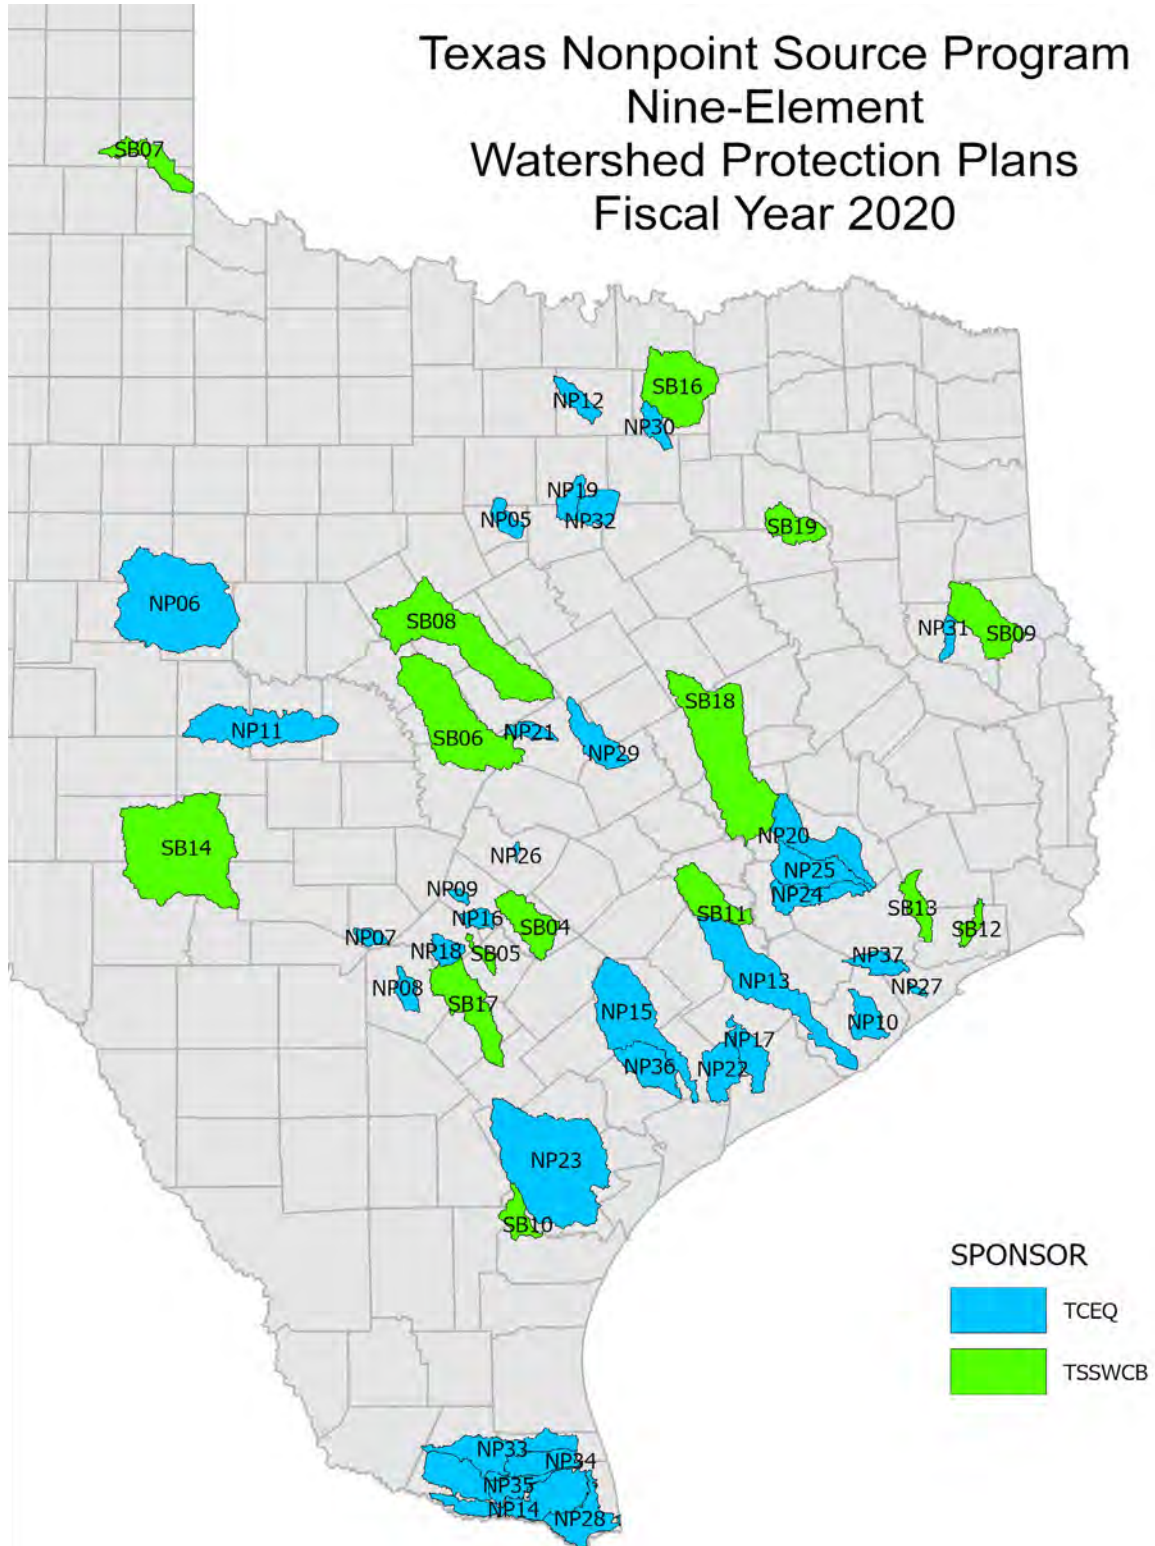 Texas Nonpoint Source Program
Nine-Element
Watershed Protection Plans
Fiscal Year 2020
SB07
NP12
SB16
NP30
NP19
NP05
NP32
SB19
NP06
SB08
NP31
SB09
SB18
NP11
NP21
SB06
NP29
NP20
SB14
NP26
NP25
NP09
NP24
NP16
SB13
SB11
SB04
SB12
NP07
NP18
SB05
NP37
NP08
NP13
NP27
SB17
NP15
NP10
NP17
NP36
NP22
NP23
SB10
SPONSOR
TCEQ
TSSWCB
NP33
NP34
NP35
NP14
NP28